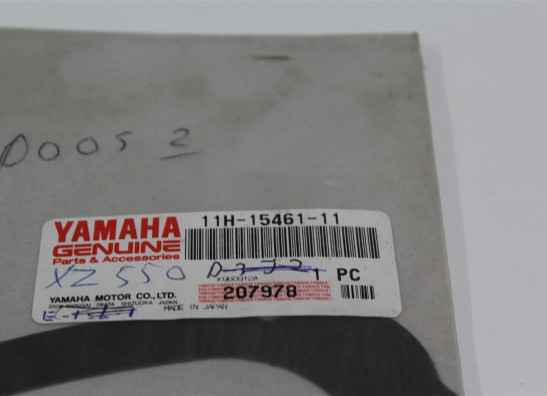 D005 2
YAMAHA
GENUINE
Parts & Accessories
11H-15461-11
XZ 550
1 PC
YAMAHA MOTOR CO., LTD.
207978
MADE IN JAPAN